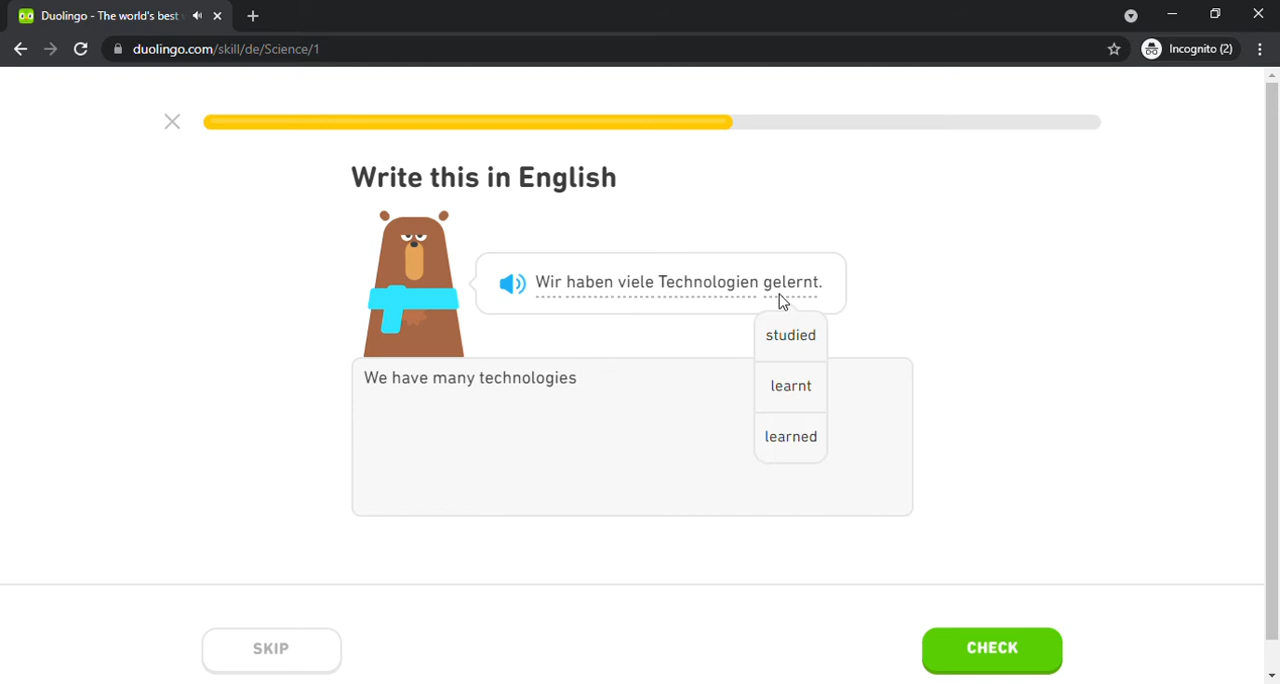 Duolingo - The world's best
duolingo.com/skill/de/Science/1
Incognito (2)
Write this in English
Wir haben viele Technologien gelernt.
studied
We have many technologies
learnt
learned
SKIP
CHECK